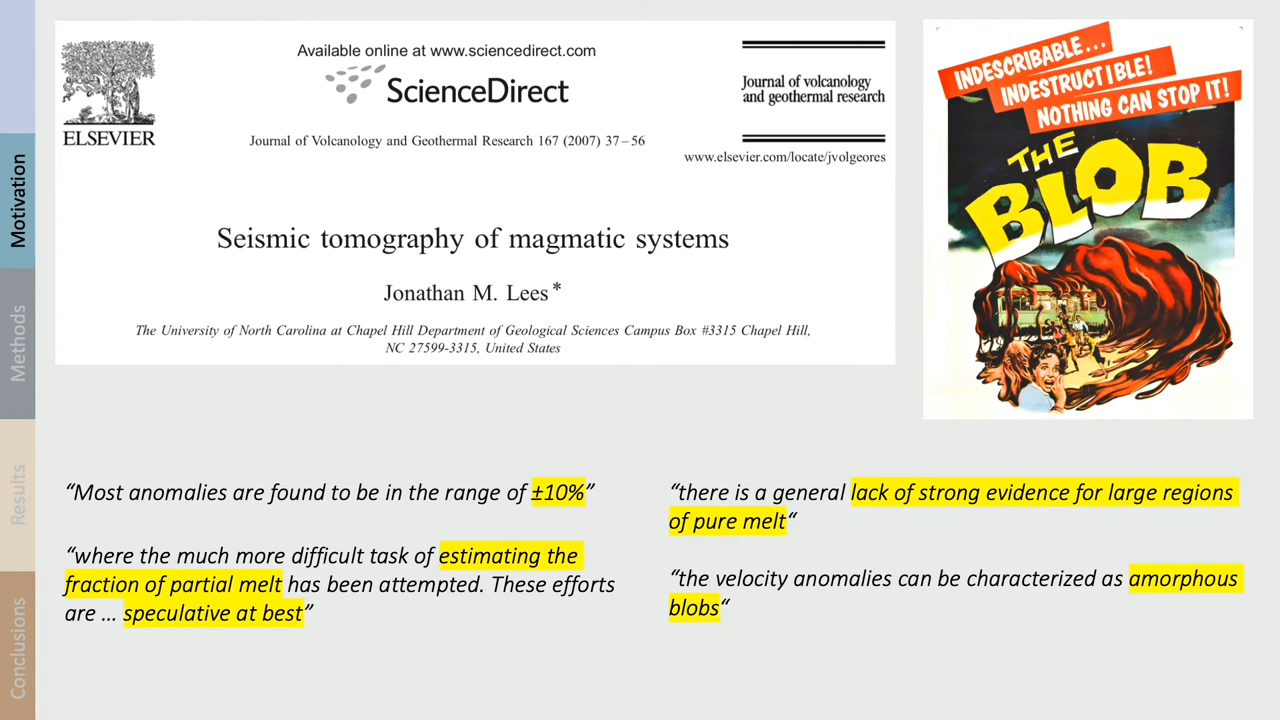 Motivation
Methods
Results
Conclusions
ELSEVIER
Available online at www.sciencedirect.com
ScienceDirect
Journal of Volcanology and Geothermal Research 167 (2007) 37–56
Journal of volcanology
and geothermal research
www.elsevier.com/locate/jvolgeores
Seismic tomography of magmatic systems
Jonathan M. Lees*
The University of North Carolina at Chapel Hill Department of Geological Sciences Campus Box #3315 Chapel Hill,
NC 27599-3315, United States
INDESCRIBABLE...
INDESTRUCTIBLE!
NOTHING CAN STOP IT!
THE
BLOB
“Most anomalies are found to be in the range of ±10%”
“where the much more difficult task of estimating the
fraction of partial melt has been attempted. These efforts
are … speculative at best”
“there is a general lack of strong evidence for large regions
of pure melt“
“the velocity anomalies can be characterized as amorphous
blobs“